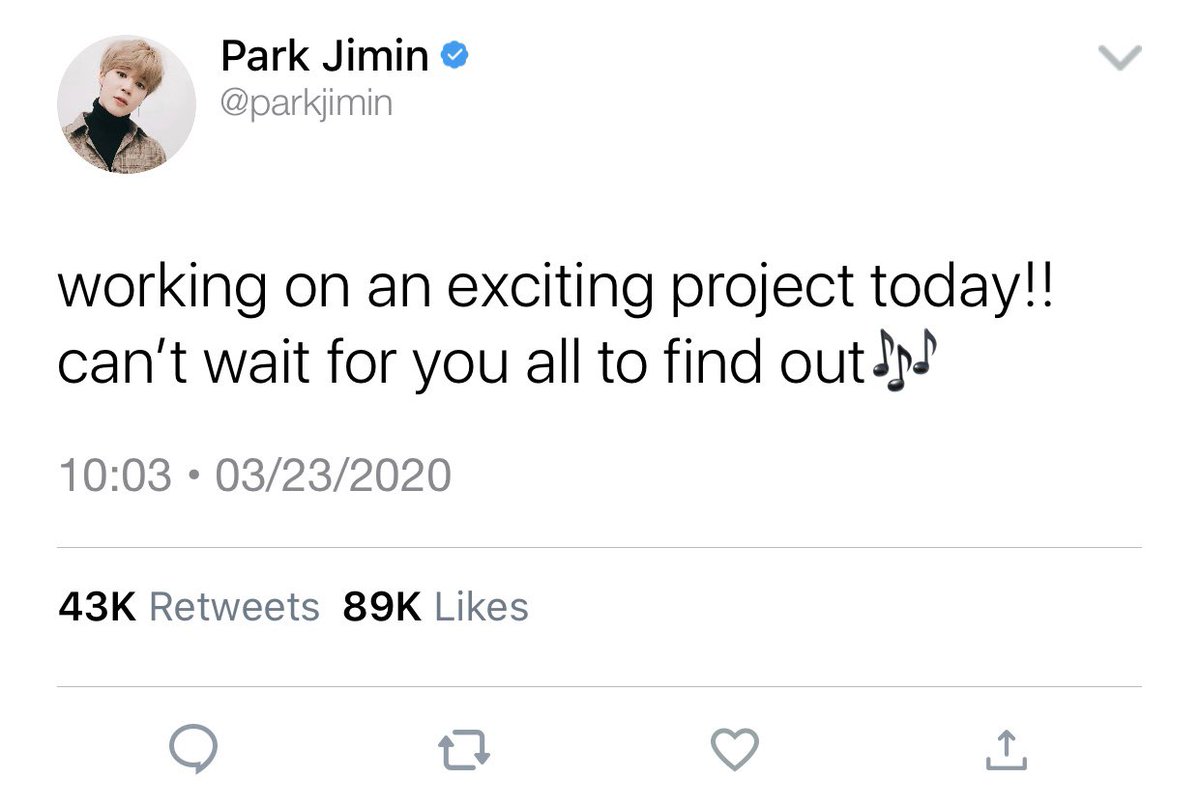 Park Jimin
@parkjimin
working on an exciting project today!!
can't wait for you all to find out🎶
10:03 • 03/23/2020
43K Retweets 89K Likes